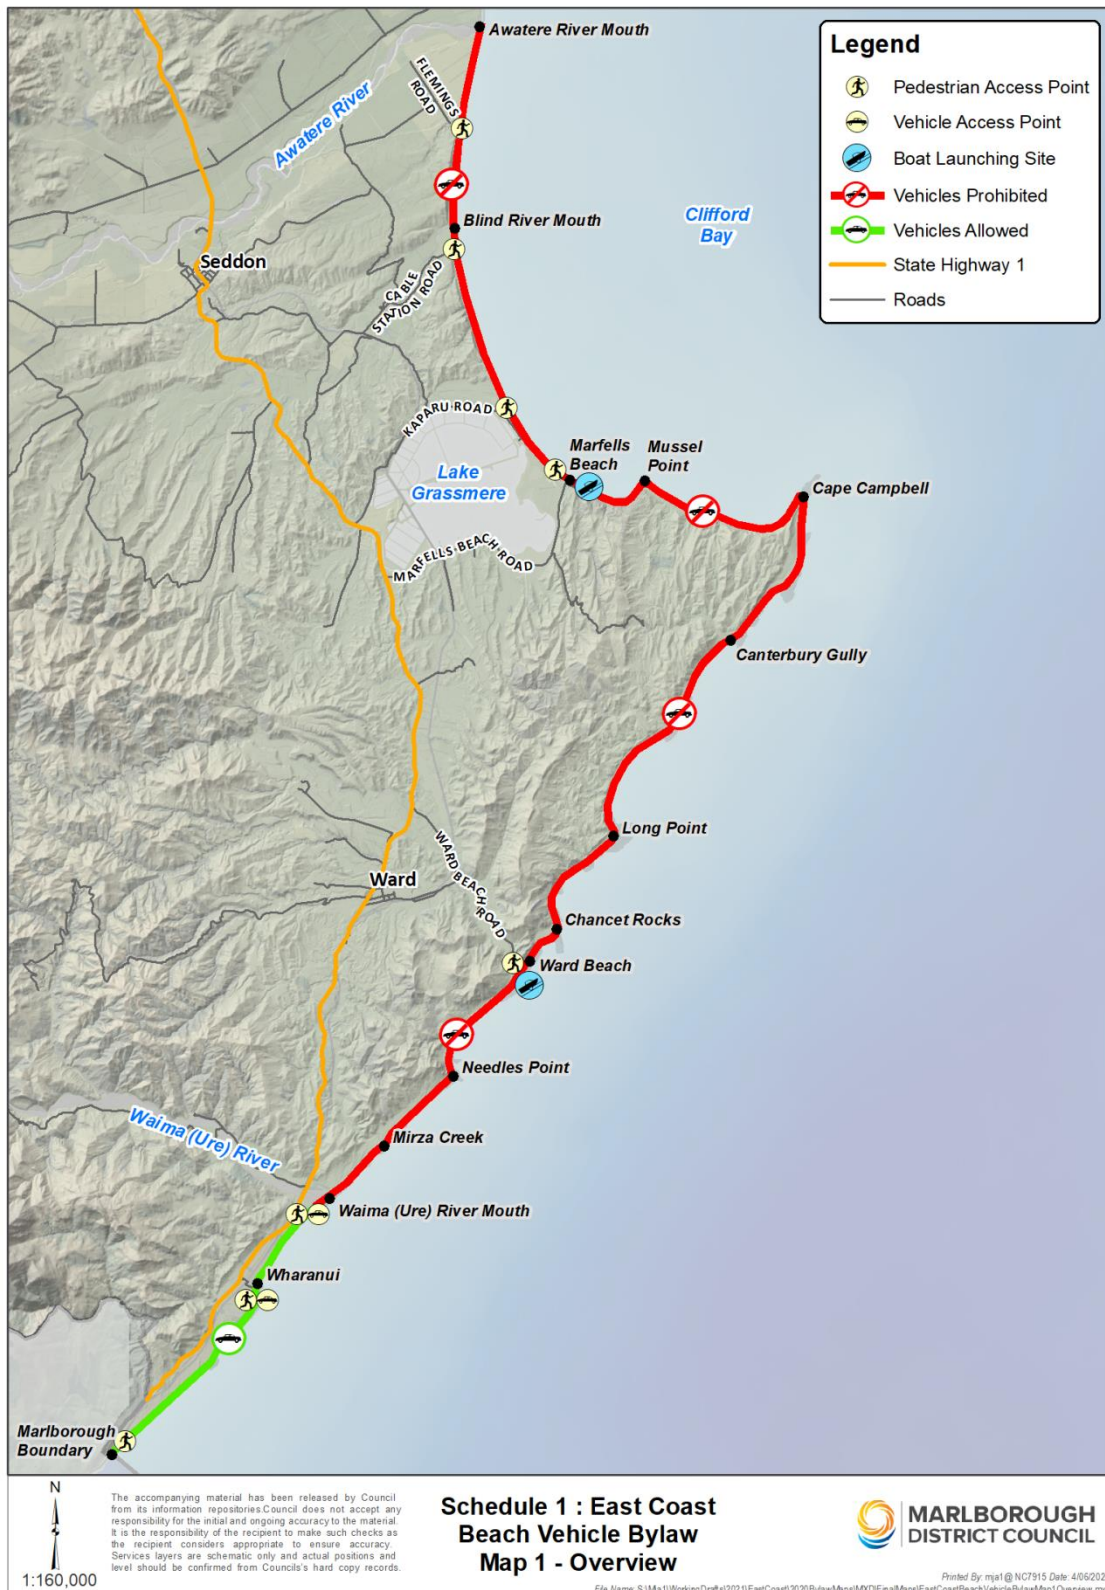 Awatere River Mouth
FLEMINGS
ROAD
Awatere River
Blind River Mouth
Clifford
Bay
Seddon
CABLE
STATION ROAD
KAPARU ROAD
Marfells
Beach
Mussel
Point
Lake
Grassmere
Cape Campbell
MARFELLS BEACH ROAD
Canterbury Gully
Long Point
WARD BEACH
ROAD
Ward
Chancet Rocks
Ward Beach
Needles Point
Waima (Ure) River
Mirza Creek
Waima (Ure) River Mouth
Wharanui
Marlborough
Boundary
Legend
Pedestrian Access Point
Vehicle Access Point
Boat Launching Site
Vehicles Prohibited
Vehicles Allowed
State Highway 1
Roads
N
1:160,000
The accompanying material has been released by Council
from its information repositories.Council does not accept any
responsibility for the initial and ongoing accuracy to the material.
It is the responsibility of the recipient to make such checks as
the recipient considers appropriate to ensure accuracy.
Services layers are schematic only and actual positions and
level should be confirmed from Councils's hard copy records.
Schedule 1 : East Coast
Beach Vehicle Bylaw
Map 1 - Overview
MARLBOROUGH
DISTRICT COUNCIL
Printed By: mja1@NC7915 Date: 4/06/202